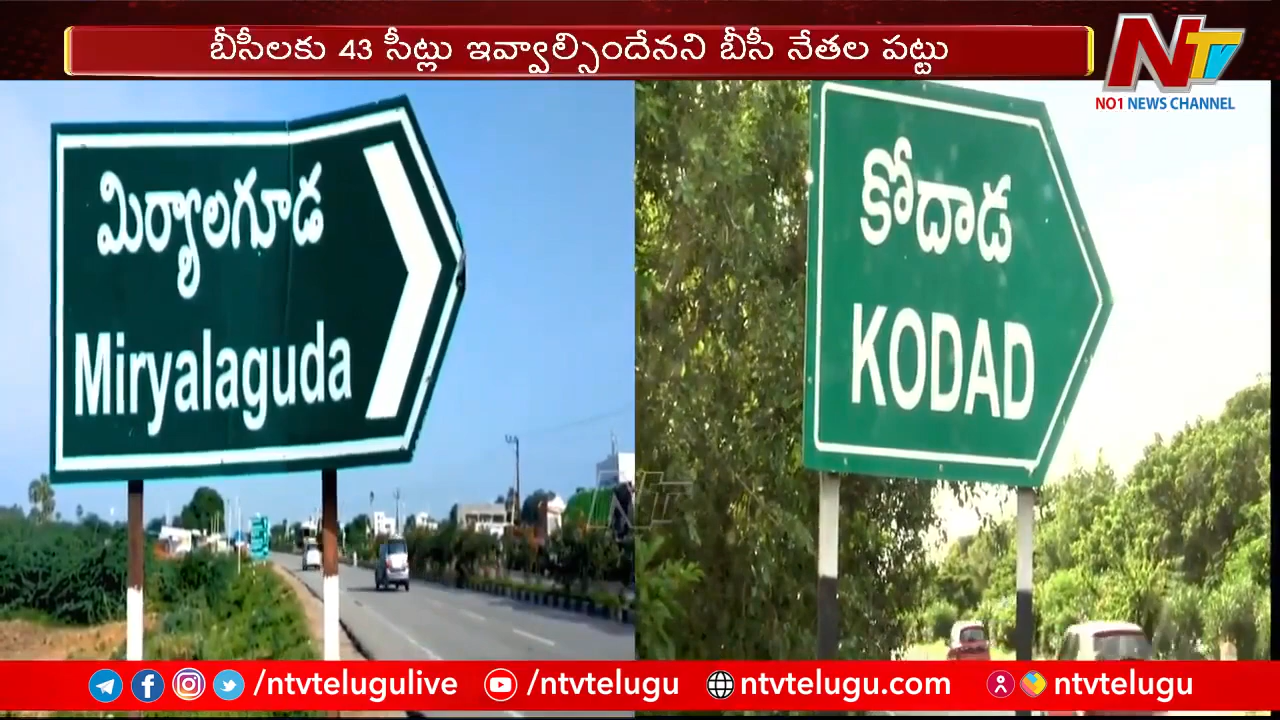 బీసీలకు 43 సీట్లు ఇవ్వాల్సిందేనని బీసీ నేతల పట్టు
NTV
NO1 NEWS CHANNEL
మిర్యాలగూడ
Miryalaguda
కోదాడ
KODAD
/ntvtelugulive /ntvtelugu ntvtelugu.com ntvtelugu